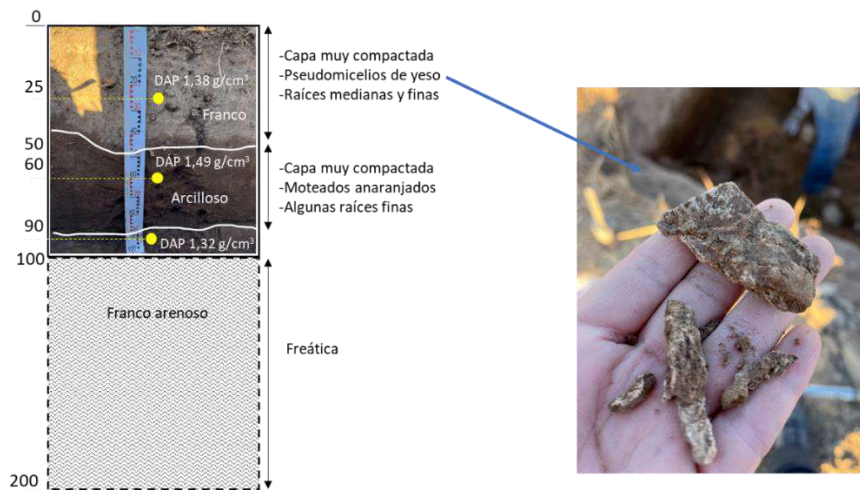 0
25
50
60
90
100
200
DAP 1,38 g/cm³
Franco
DAP 1,49 g/cm³
Arcilloso
DAP 1,32 g/cm³
Franco arenoso
-Capa muy compactada
-Pseudomicelios de yeso
-Raíces medianas y finas
-Capa muy compactada
-Moteados anaranjados
-Algunas raíces finas
Freática